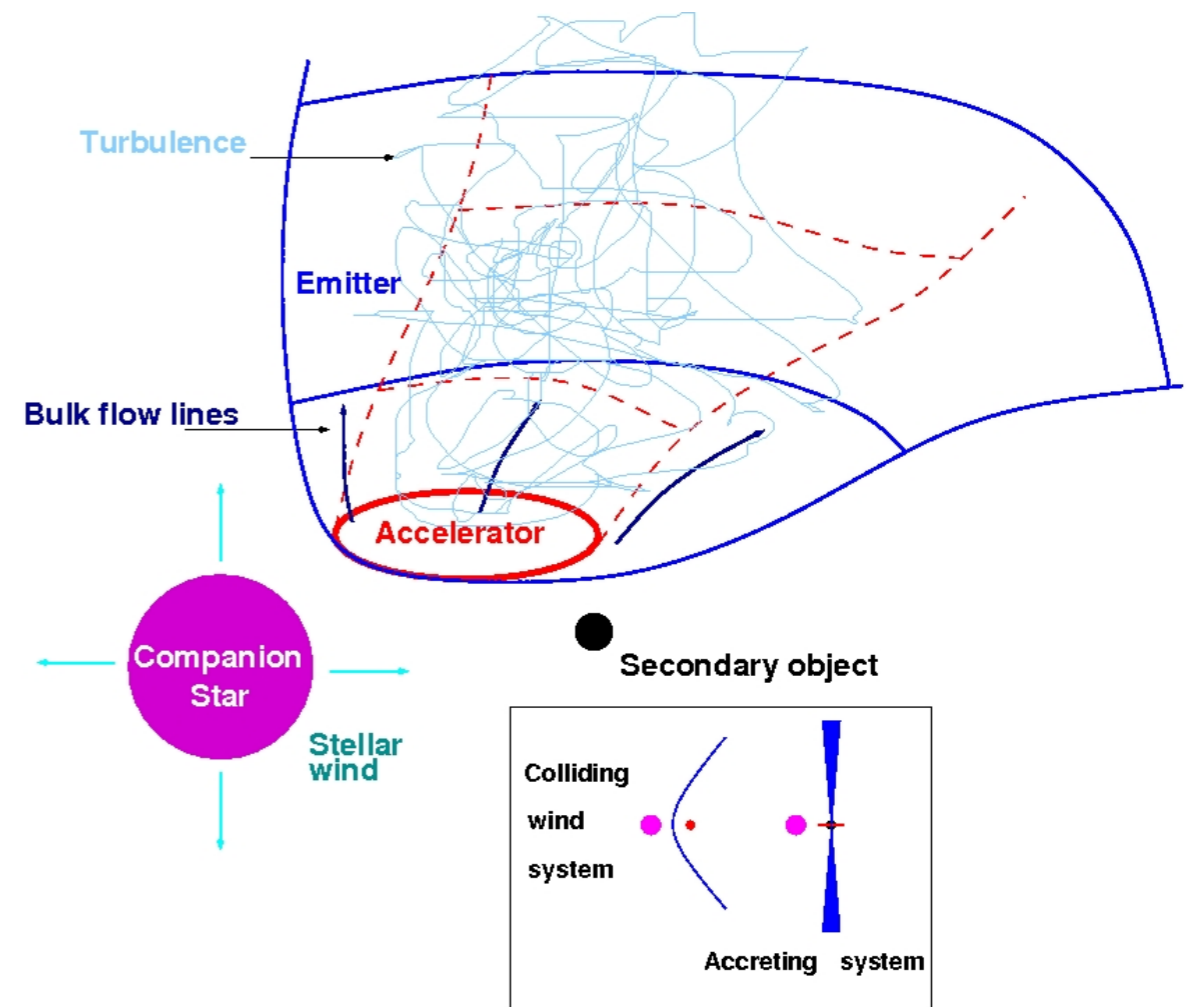 Turbulence
Emitter
Bulk flow lines
Accelerator
Companion
Star
Secondary object
Stellar
wind
Colliding
wind
system
Accreting system